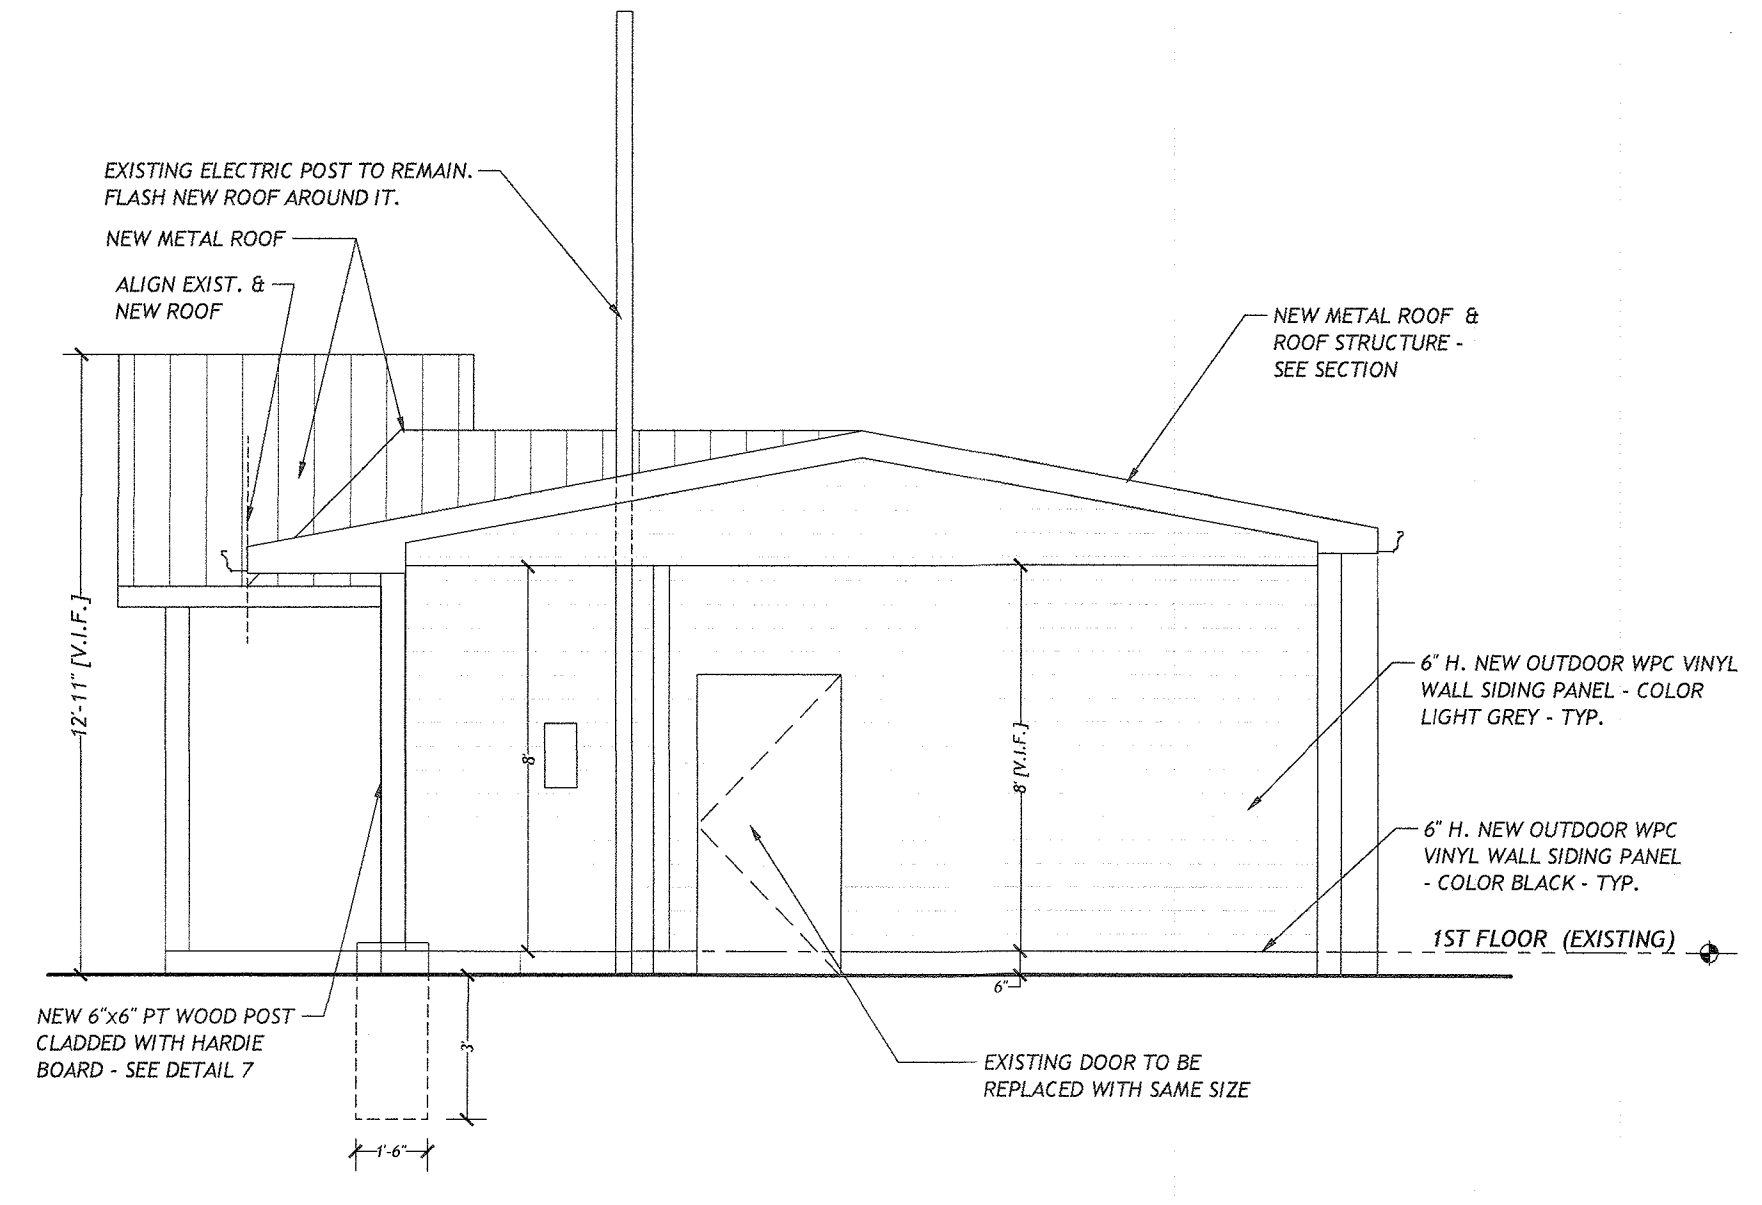 EXISTING ELECTRIC POST TO REMAIN.
FLASH NEW ROOF AROUND IT.
NEW METAL ROOF
ALIGN EXIST. &
NEW ROOF
NEW METAL ROOF &
ROOF STRUCTURE -
SEE SECTION
12'-11" [V.I.F.]
8'
8' [V.I.F.]
6" H. NEW OUTDOOR WPC VINYL
WALL SIDING PANEL - COLOR
LIGHT GREY - TYP.
6" H. NEW OUTDOOR WPC
VINYL WALL SIDING PANEL
- COLOR BLACK - TYP.
1ST FLOOR (EXISTING)
6"
NEW 6"x6" PT WOOD POST
CLADDED WITH HARDIE
BOARD - SEE DETAIL 7
3'
EXISTING DOOR TO BE
REPLACED WITH SAME SIZE
1'-6"